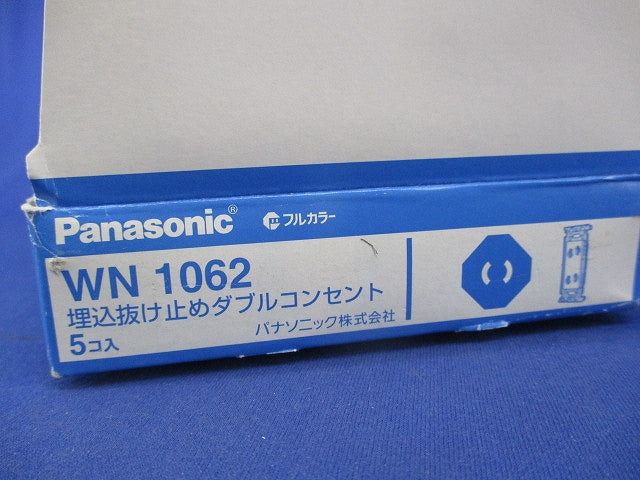 Panasonic® フルカラー
WN 1062
埋込抜け止めダブルコンセント
パナソニック株式会社
5コ入